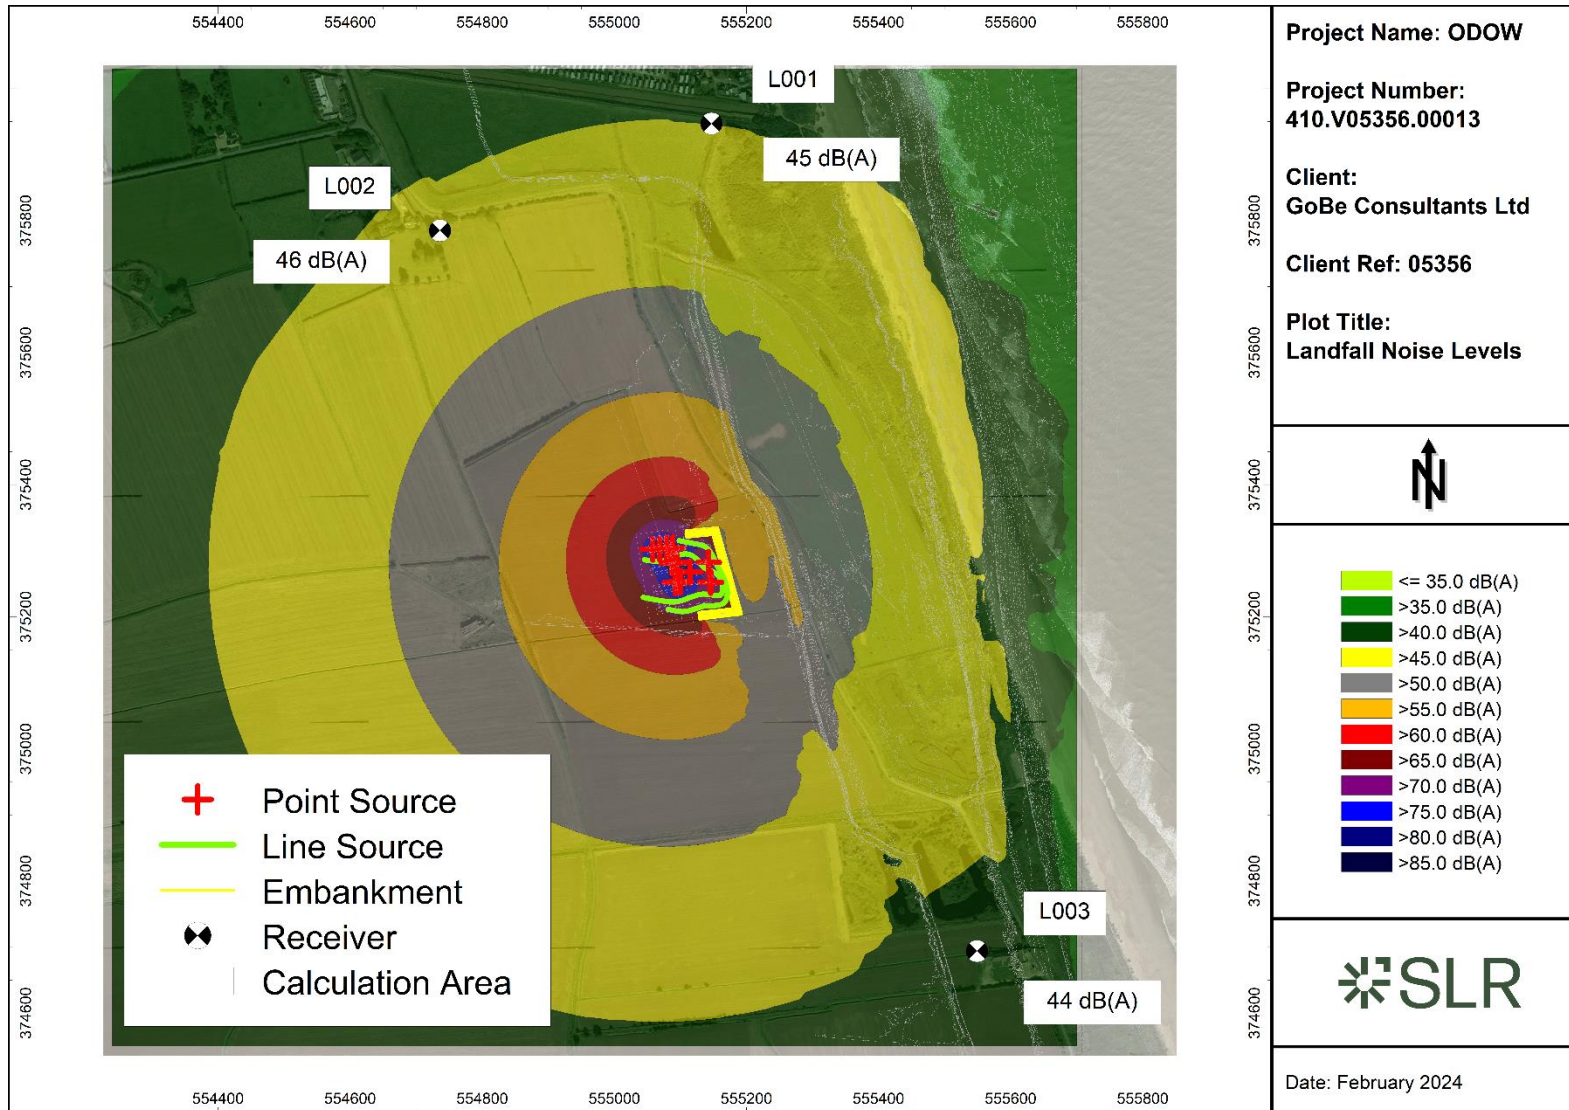 554400 554600 554800 555000 555200 555400 555600 555800
375800
375600
375400
375200
375000
374800
374600
L001
45 dB(A)
L002
46 dB(A)
L003
44 dB(A)
Point Source
Line Source
Embankment
Receiver
Calculation Area
375800
375600
375400
375200
375000
374800
374600
554400 554600 554800 555000 555200 555400 555600 555800
Project Name: ODOW
Project Number:
410.V05356.00013
Client:
GoBe Consultants Ltd
Client Ref: 05356
Plot Title:
Landfall Noise Levels
N
<= 35.0 dB(A)
>35.0 dB(A)
>40.0 dB(A)
>45.0 dB(A)
>50.0 dB(A)
>55.0 dB(A)
>60.0 dB(A)
>65.0 dB(A)
>70.0 dB(A)
>75.0 dB(A)
>80.0 dB(A)
>85.0 dB(A)
SLR
Date: February 2024